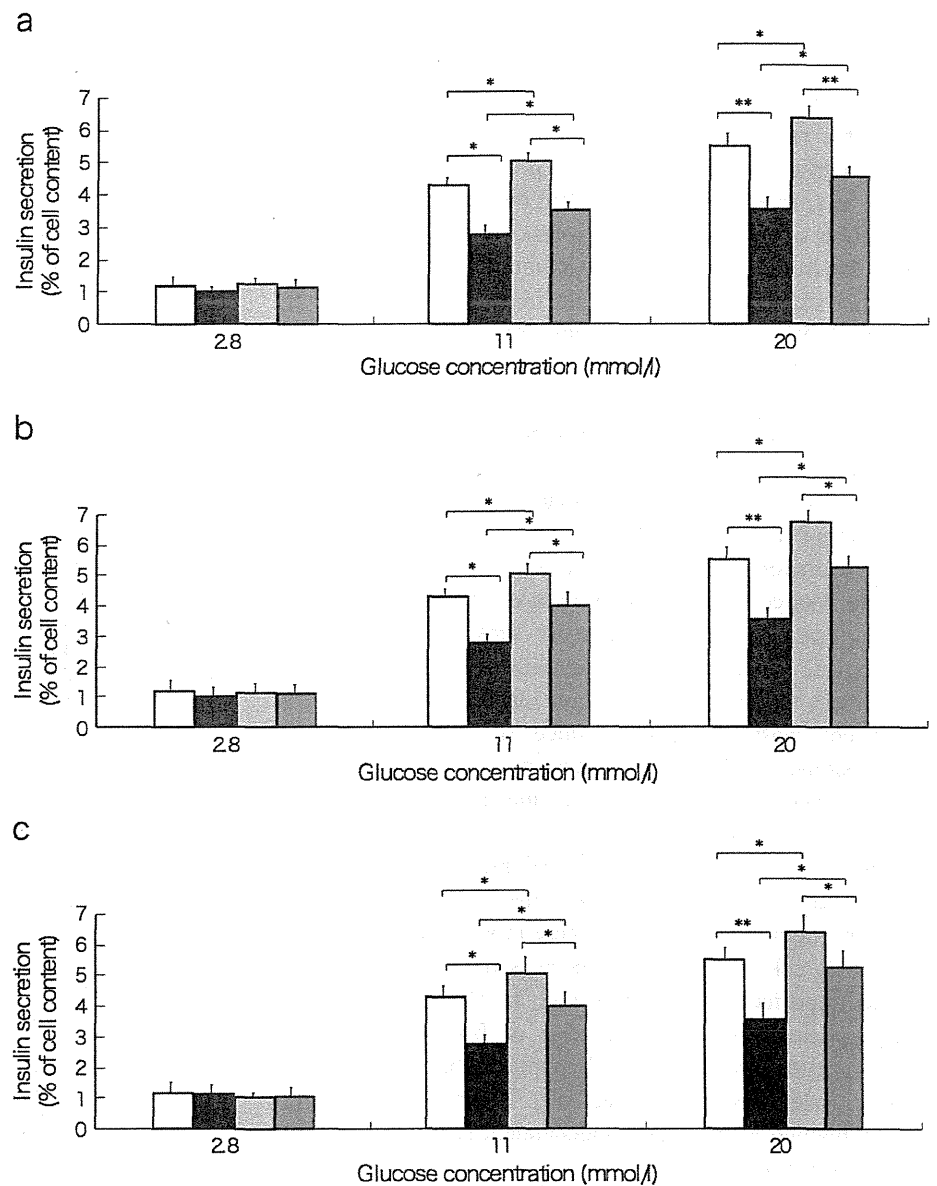 a
* * * * * * ** **
Insulin secretion
(% of cell content)
7
6
5
4
3
2
1
0
2.8 11 20
Glucose concentration (mmol/l)
b
* * * * * * ** *
Insulin secretion
(% of cell content)
7
6
5
4
3
2
1
0
2.8 11 20
Glucose concentration (mmol/l)
c
* * * * * * ** *
Insulin secretion
(% of cell content)
7
6
5
4
3
2
1
0
2.8 11 20
Glucose concentration (mmol/l)